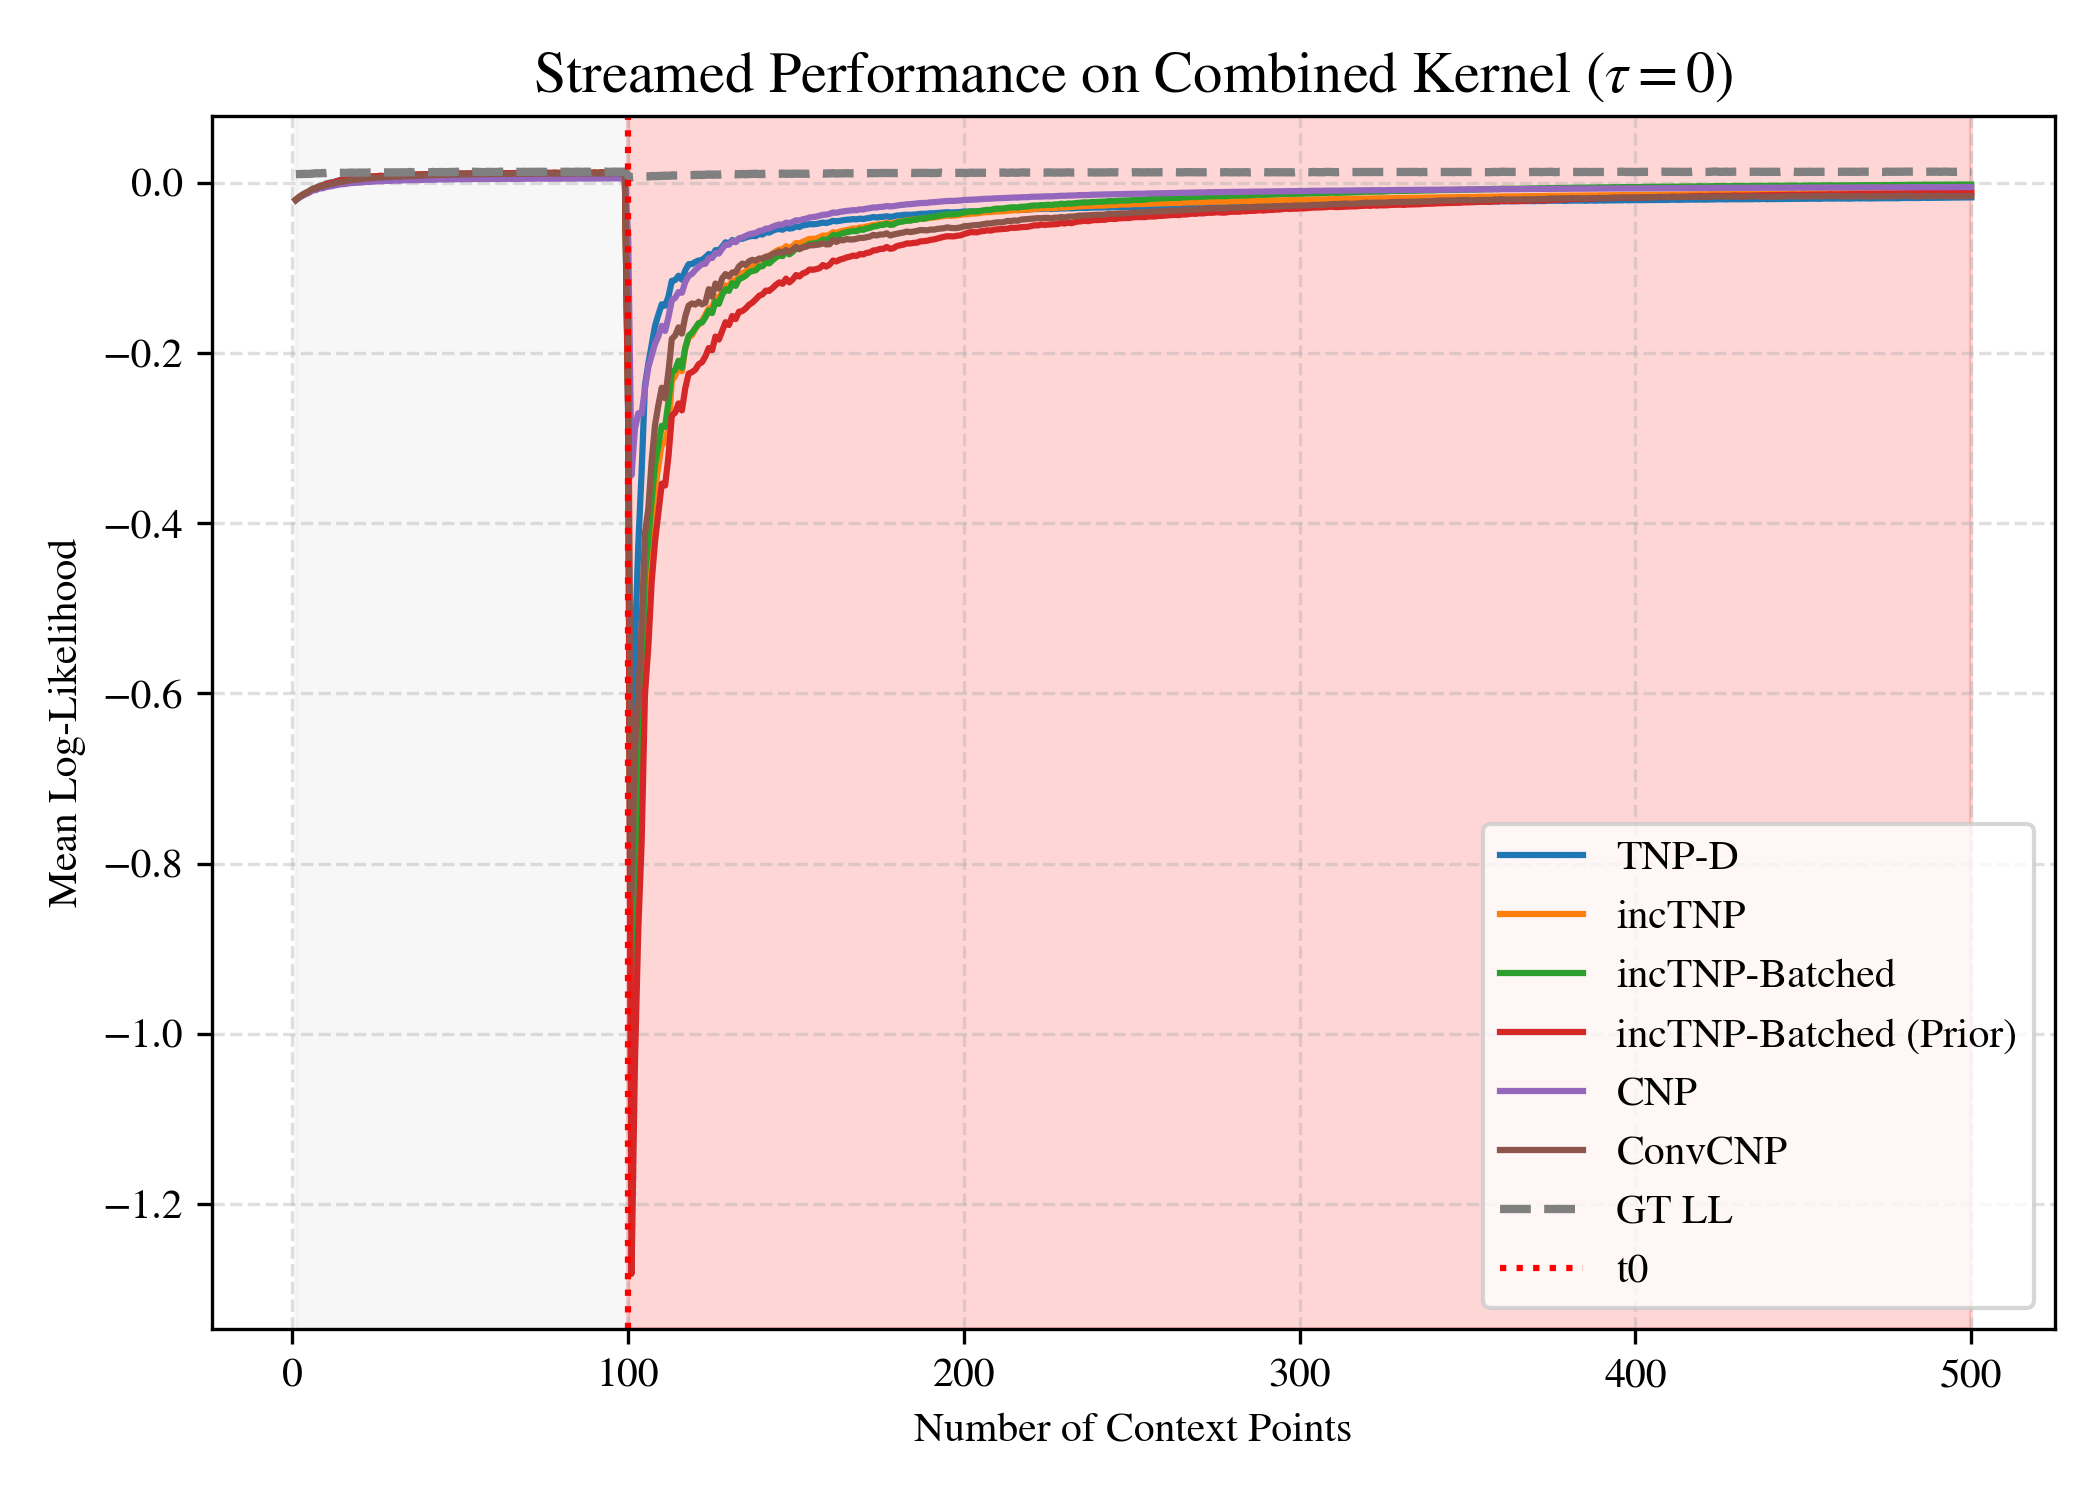 Streamed Performance on Combined Kernel (τ = 0)
0.0
−0.2
−0.4
−0.6
−0.8
−1.0
−1.2
Mean Log-Likelihood
TNP-D
incTNP
incTNP-Batched
incTNP-Batched (Prior)
CNP
ConvCNP
GT LL
t0
0 100 200 300 400 500
Number of Context Points